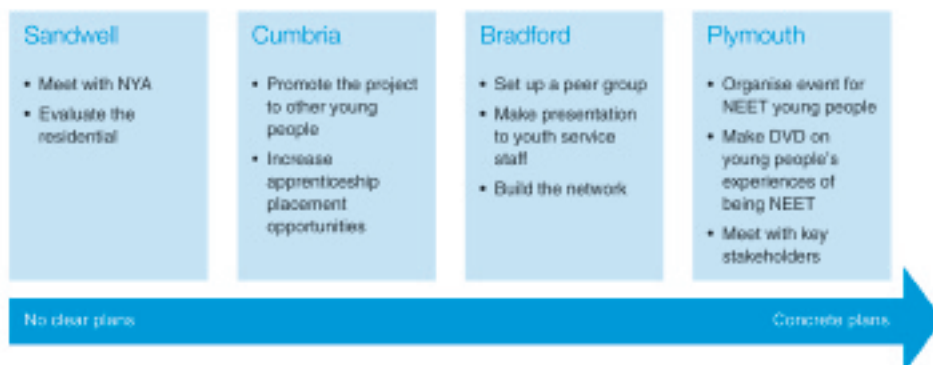 Sandwell
• Meet with NYA
• Evaluate the
residential
Cumbria
• Promote the project
to other young
people
• Increase
apprenticeship
placement
opportunities
Bradford
• Set up a peer group
• Make presentation
to youth service
staff
• Build the network
Plymouth
• Organise event for
NEET young people
• Make DVD on
young people's
experiences of
being NEET
• Meet with key
stakeholders
No clear plans
Concrete plans